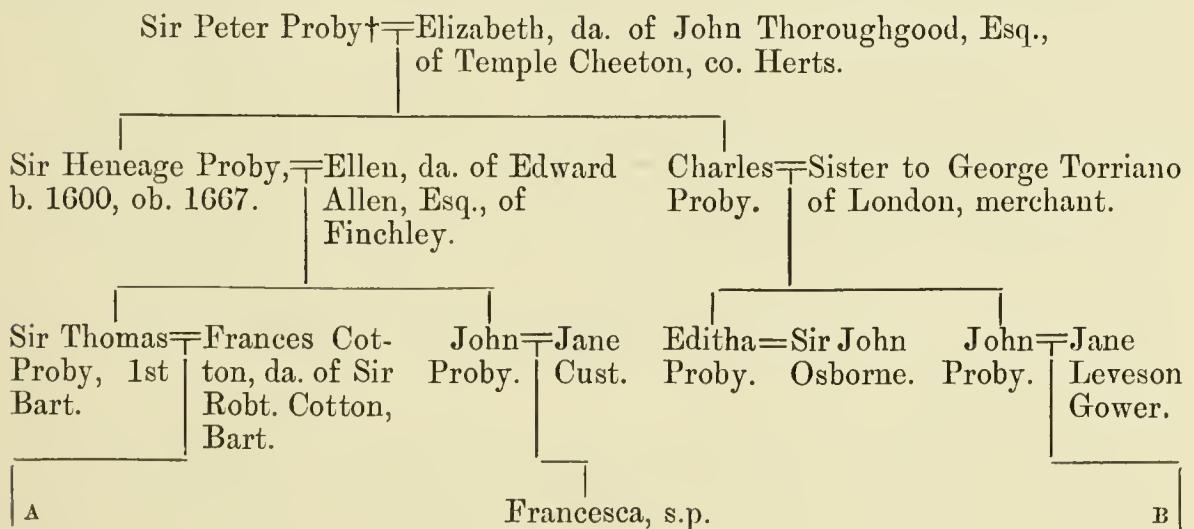 Sir Peter Proby†=Elizabeth, da. of John Thoroughgood, Esq.,
of Temple Cheeton, co. Herts.
Sir Heneage Proby,=Ellen, da. of Edward
b. 1600, ob. 1667. Allen, Esq., of
Finchley.
Charles=Sister to George Torriano
Proby. of London, merchant.
Sir Thomas=Frances Cot-
Proby, 1st ton, da. of Sir
Bart. Robt. Cotton,
Bart.
John=Jane
Proby. Cust.
Editha=Sir John
Proby. Osborne.
John=Jane
Proby. Leveson
Gower.
A
Francesca, s.p.
B